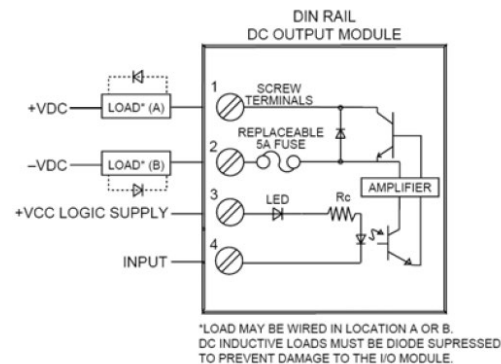 DIN RAIL
DC OUTPUT MODULE
1
SCREW
TERMINALS
+VDC
LOAD* (A)
REPLACEABLE
5A FUSE
2
–VDC
LOAD* (B)
AMPLIFIER
+VCC LOGIC SUPPLY
3
LED
Rc
4
INPUT
*LOAD MAY BE WIRED IN LOCATION A OR B.
DC INDUCTIVE LOADS MUST BE DIODE SUPRESSED
TO PREVENT DAMAGE TO THE I/O MODULE.